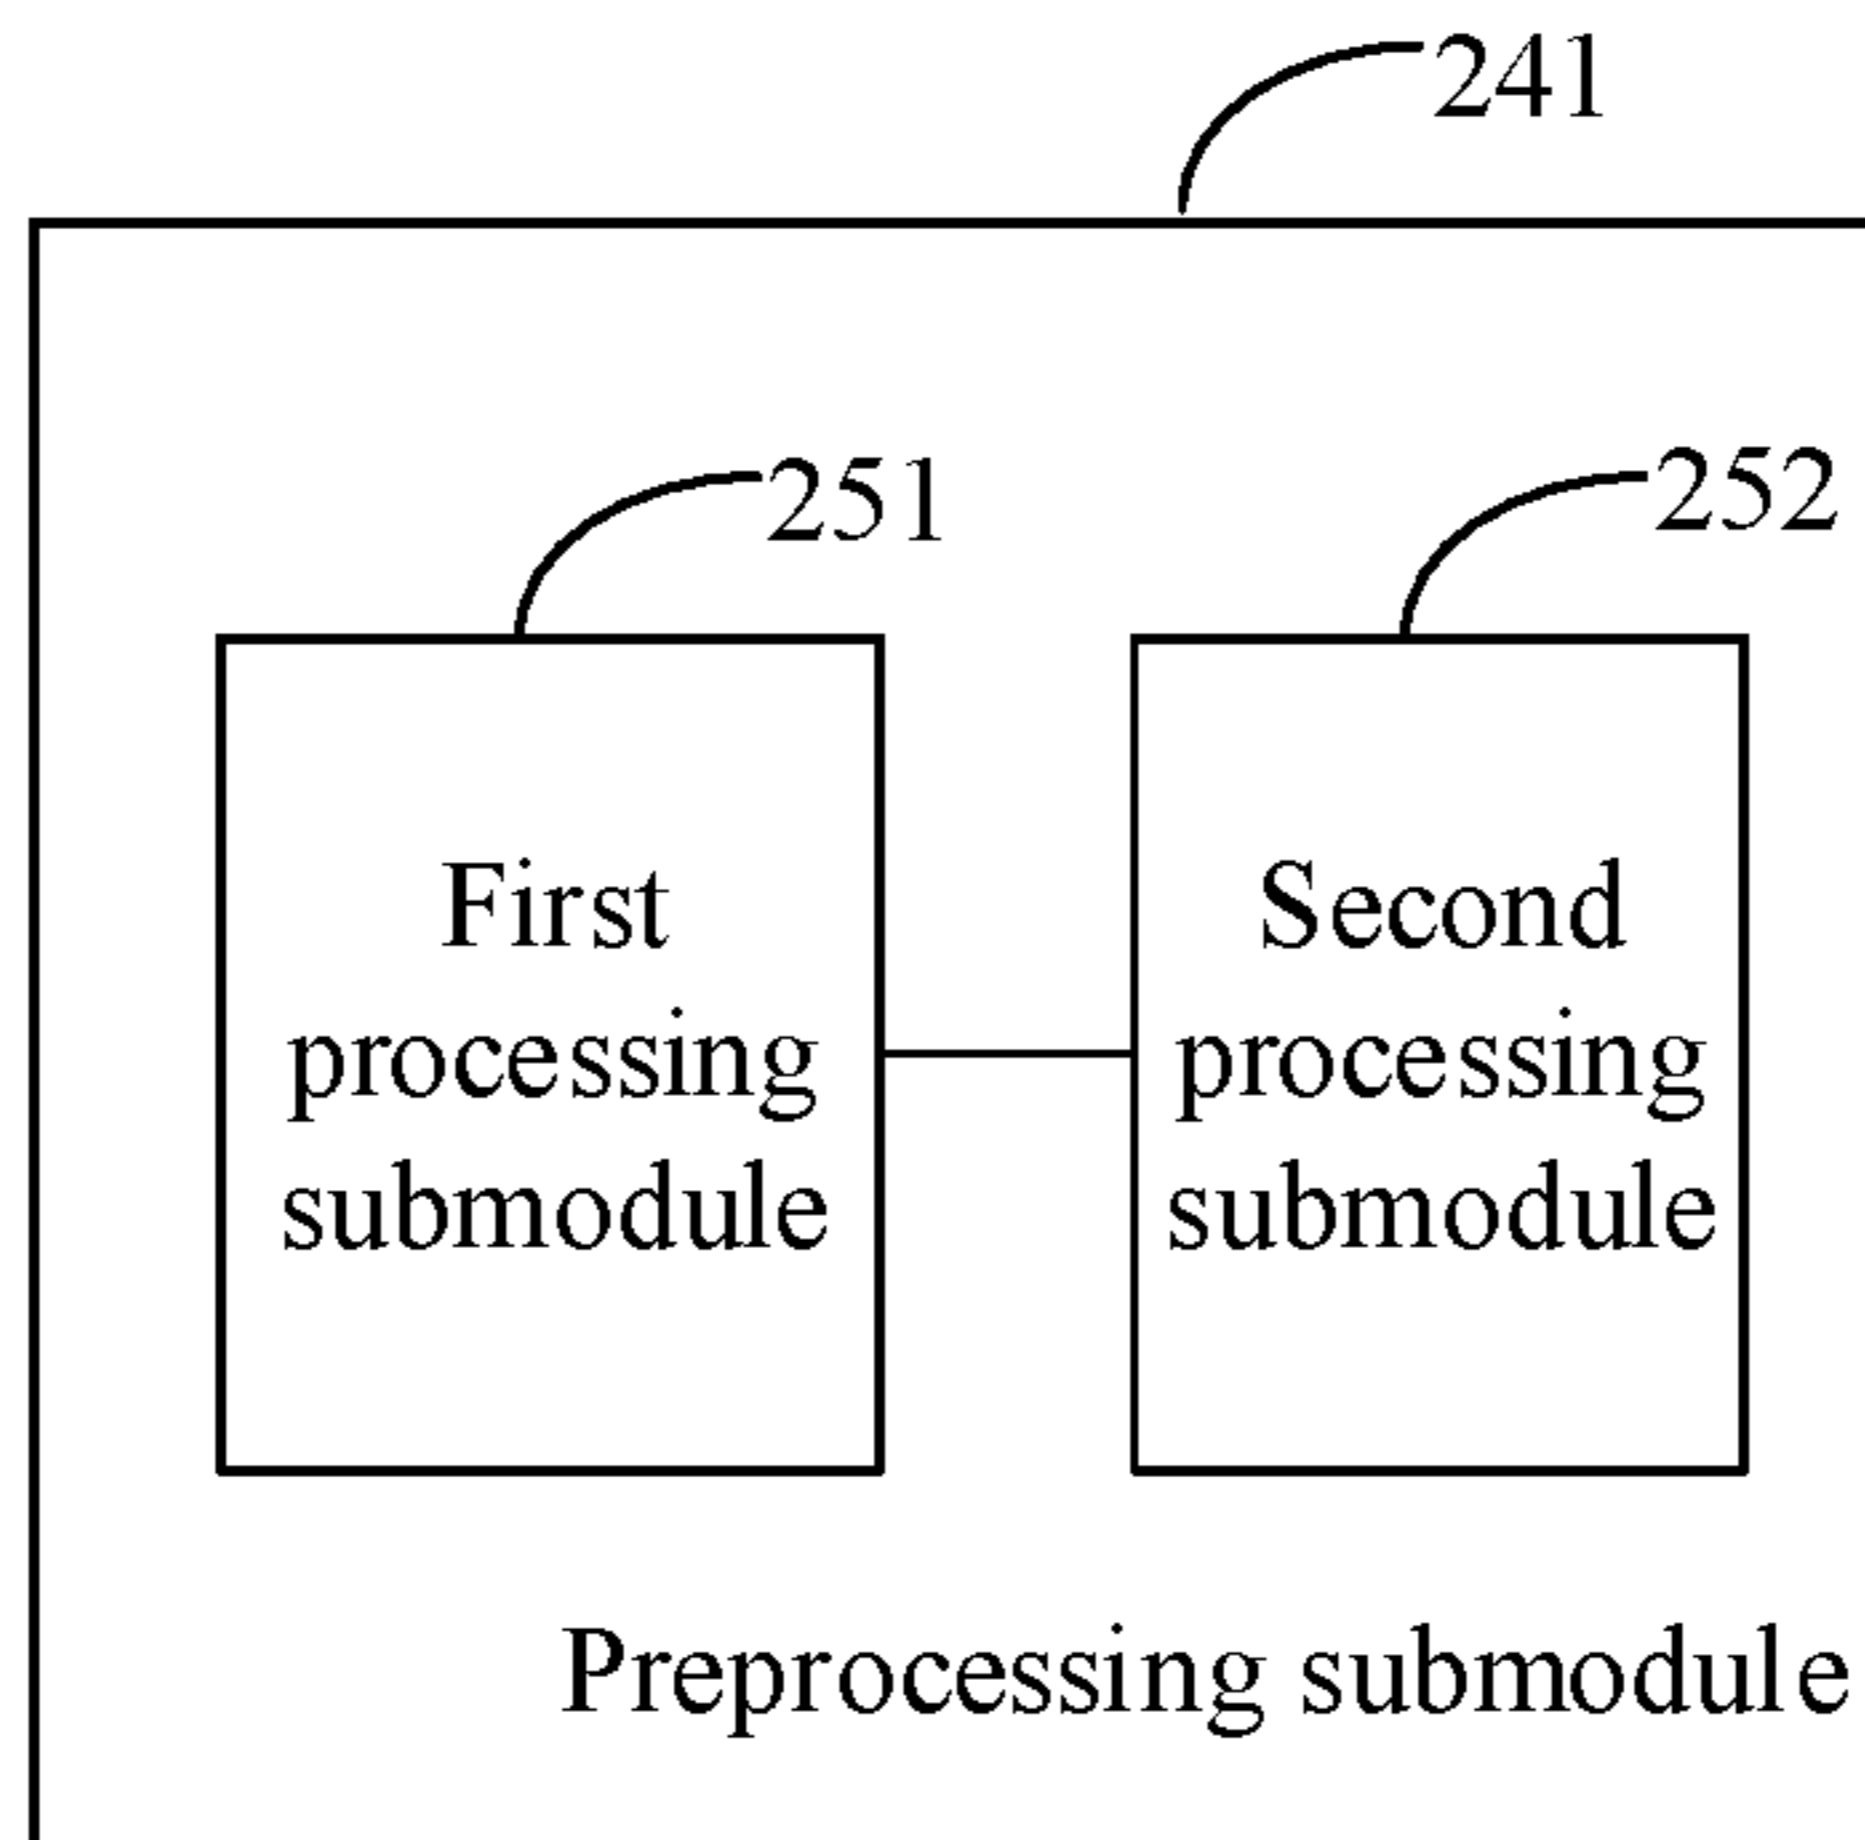 241
251
252
First
processing
submodule
Second
processing
submodule
Preprocessing submodule